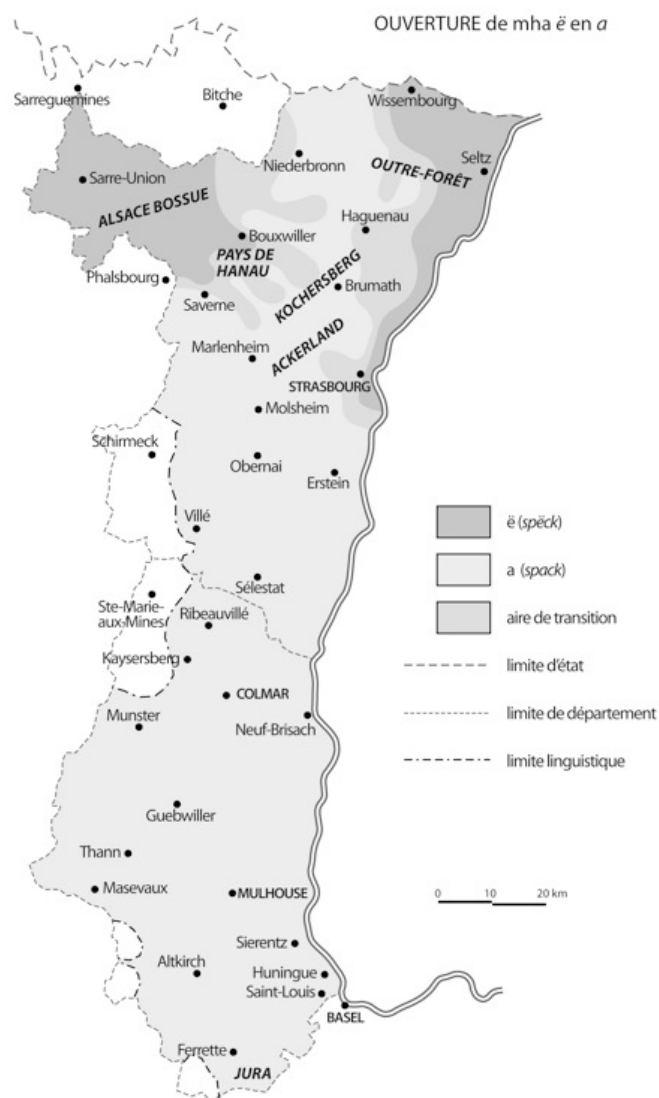 OUVERTURE de mha ë en a
Sarreguemines
Bitche
Wissembourg
Niederbronn
OUTRE-FORÊT
Seltz
Sarre-Union
ALSACE BOSSUE
Haguenau
Bouxwiller
PAYS DE
HANAU
Phalsbourg
KOCHERSBERG
Brumath
Saverne
ACKERLAND
Marlenheim
STRASBOURG
Molsheim
Schirmeck
Obernai
Erstein
Villé
Sélestat
Ste-Marie-
aux-Mines
Ribeauvillé
Kaysersberg
COLMAR
Munster
Neuf-Brisach
Guebwiller
Thann
Masevaux
MULHOUSE
Sierentz
Altkirch
Huningue
Saint-Louis
BASEL
Ferrette
JURA
ë (spëck)
a (spack)
aire de transition
limite d'état
limite de département
limite linguistique
0 10 20 km